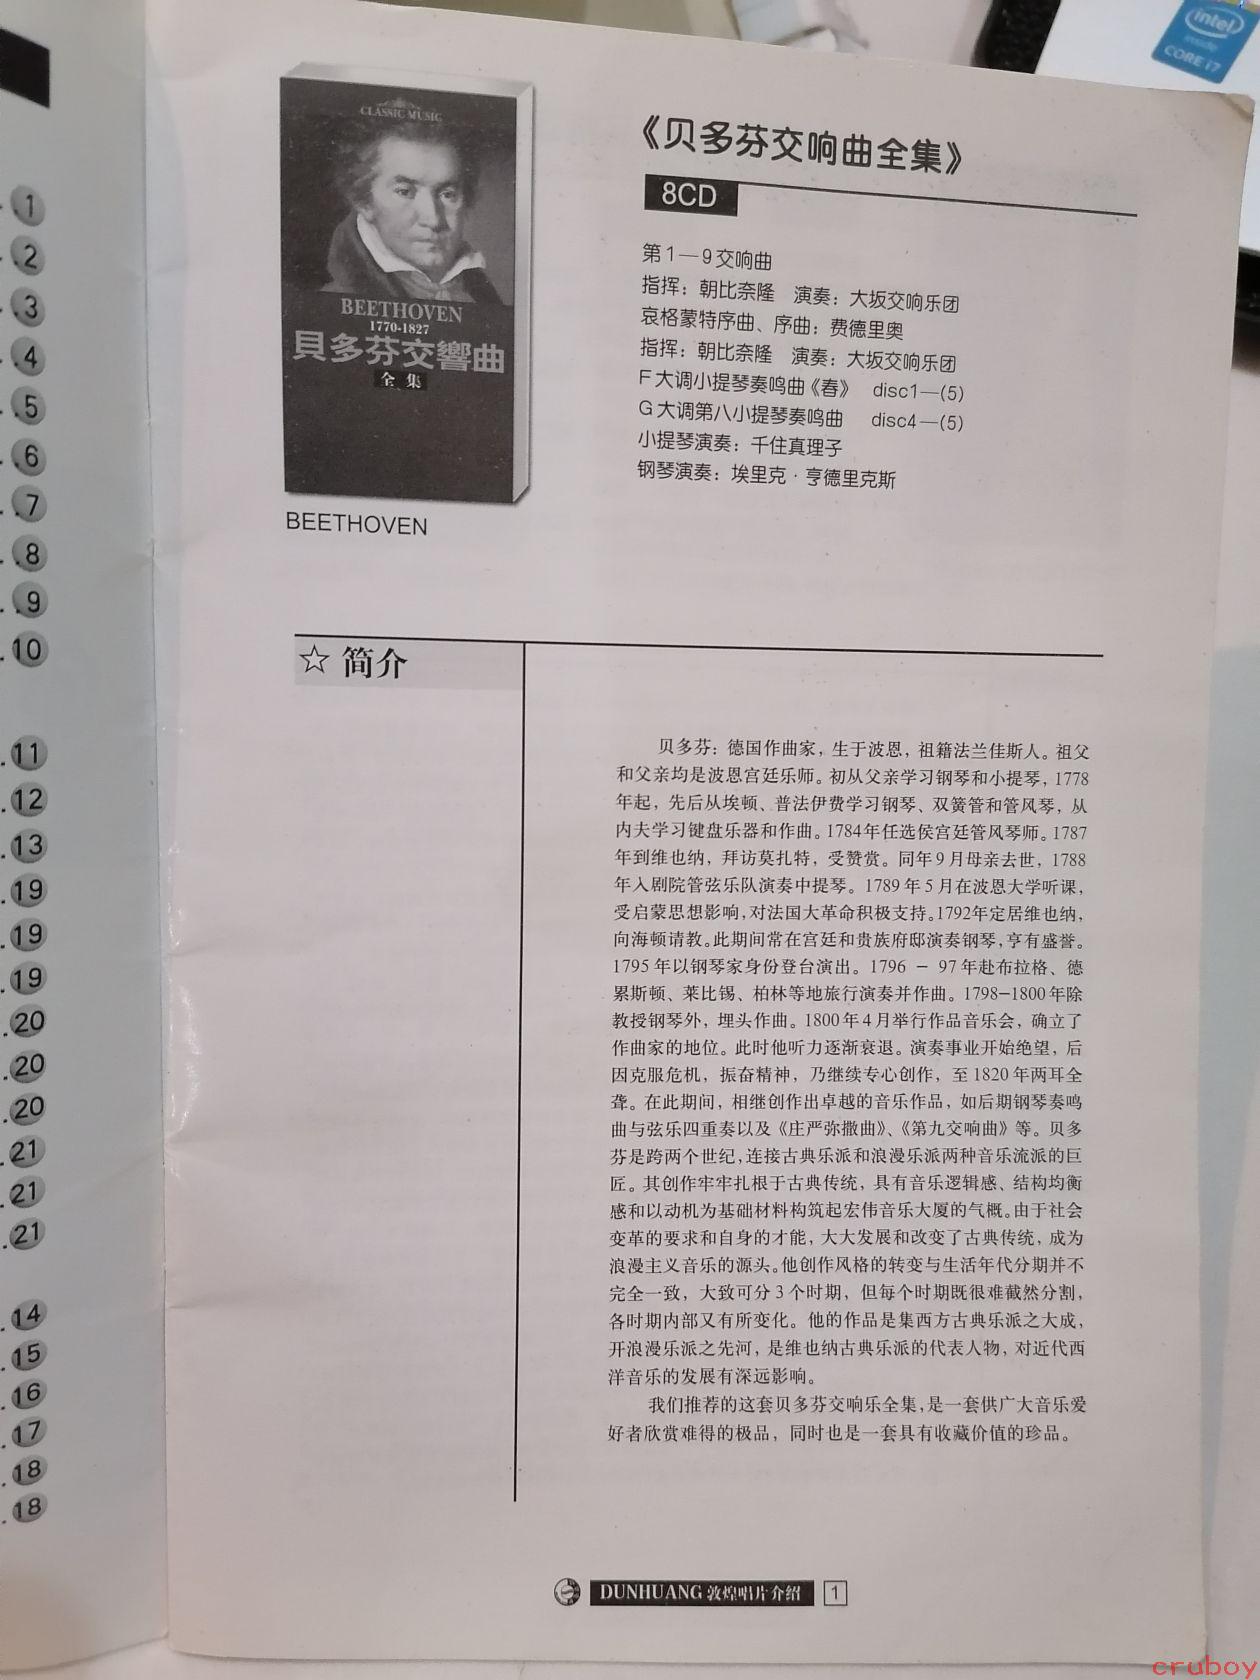 intel
inside
CORE i7
1
.2
.3
.4
.5
.6
.7
.8
.9
.10
.11
.12
.13
.19
.19
.19
.20
.20
.20
.21
.21
.21
.14
.15
.16
.17
.18
.18
CLASSIC MUSIC
BEETHOVEN
1770-1827
貝多芬交響曲
全集
BEETHOVEN
《贝多芬交响曲全集》
8CD
第1—9交响曲
指挥：朝比奈隆 演奏：大坂交响乐团
哀格蒙特序曲、序曲：费德里奥
指挥：朝比奈隆 演奏：大坂交响乐团
F大调小提琴奏鸣曲《春》 disc1—(5)
G大调第八小提琴奏鸣曲 disc4—(5)
小提琴演奏：千住真理子
钢琴演奏：埃里克·亨德里克斯
☆ 简介
贝多芬：德国作曲家，生于波恩，祖籍法兰佳斯人。祖父
和父亲均是波恩宫廷乐师。初从父亲学习钢琴和小提琴，1778
年起，先后从埃顿、普法伊费学习钢琴、双簧管和管风琴，从
内夫学习键盘乐器和作曲。1784年任选侯宫廷管风琴师。1787
年到维也纳，拜访莫扎特，受赞赏。同年9月母亲去世，1788
年入剧院管弦乐队演奏中提琴。1789年5月在波恩大学听课，
受启蒙思想影响，对法国大革命积极支持。1792年定居维也纳，
向海顿请教。此期间常在宫廷和贵族府邸演奏钢琴，亨有盛誉。
1795年以钢琴家身份登台演出。1796－97年赴布拉格、德
累斯顿、莱比锡、柏林等地旅行演奏并作曲。1798-1800年除
教授钢琴外，埋头作曲。1800年4月举行作品音乐会，确立了
作曲家的地位。此时他听力逐渐衰退。演奏事业开始绝望，后
因克服危机，振奋精神，乃继续专心创作，至1820年两耳全
聋。在此期间，相继创作出卓越的音乐作品，如后期钢琴奏鸣
曲与弦乐四重奏以及《庄严弥撒曲》、《第九交响曲》等。贝多
芬是跨两个世纪，连接古典乐派和浪漫乐派两种音乐流派的巨
匠。其创作牢牢扎根于古典传统，具有音乐逻辑感、结构均衡
感和以动机为基础材料构筑起宏伟音乐大厦的气概。由于社会
变革的要求和自身的才能，大大发展和改变了古典传统，成为
浪漫主义音乐的源头。他创作风格的转变与生活年代分期并不
完全一致，大致可分3个时期，但每个时期既很难截然分割，
各时期内部又有所变化。他的作品是集西方古典乐派之大成，
开浪漫乐派之先河，是维也纳古典乐派的代表人物，对近代西
洋音乐的发展有深远影响。
我们推荐的这套贝多芬交响乐全集，是一套供广大音乐爱
好者欣赏难得的极品，同时也是一套具有收藏价值的珍品。
DUNHUANG 敦煌唱片介绍 1
cruboy